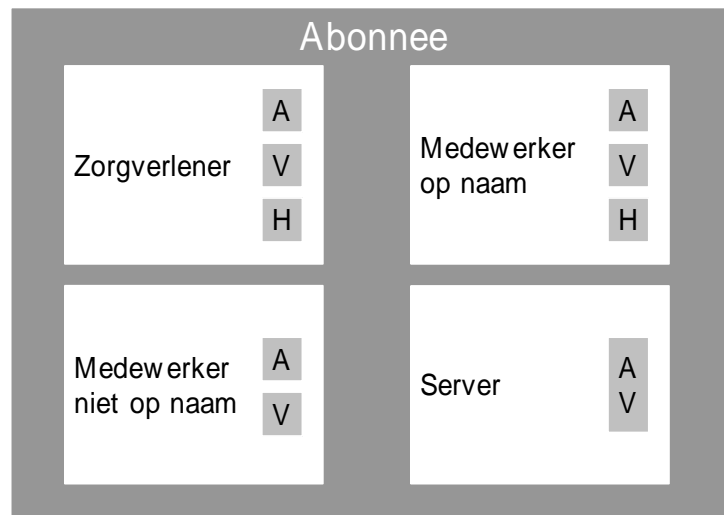 Abonnee
Zorgverlener
A
V
H
Medewerker
op naam
A
V
H
Medewerker
niet op naam
A
V
Server
A
V